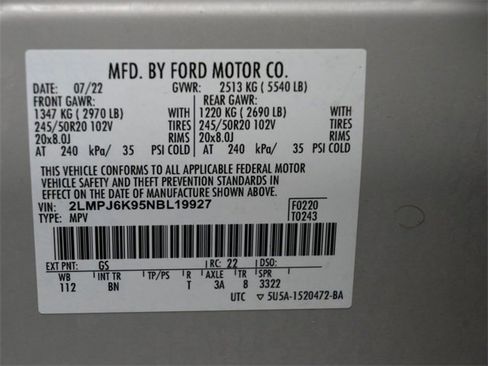 MFD. BY FORD MOTOR CO.
DATE: 07/22 GVWR: 2513 KG ( 5540 LB)
FRONT GAWR: REAR GAWR:
1347 KG ( 2970 LB) WITH 1220 KG ( 2690 LB) WITH
245/50R20 102V TIRES 245/50R20 102V TIRES
20x8.0J RIMS 20x8.0J RIMS
AT 240 kPa/ 35 PSI COLD AT 240 kPa/ 35 PSI COLD
THIS VEHICLE CONFORMS TO ALL APPLICABLE FEDERAL MOTOR
VEHICLE SAFETY, BUMPER, AND THEFT PREVENTION STANDARDS IN
EFFECT ON THE DATE OF MANUFACTURE SHOWN ABOVE.
VIN: 2LMPJ6K95NBL19927 F0220
TYPE: MPV T0243
EXT PNT: GS RC: 22 DSO:
WB INT TR TP/PS R AXLE TR SPR
112 BN T 3A 8 3322
UTC ▽ 5U5A-1520472-BA